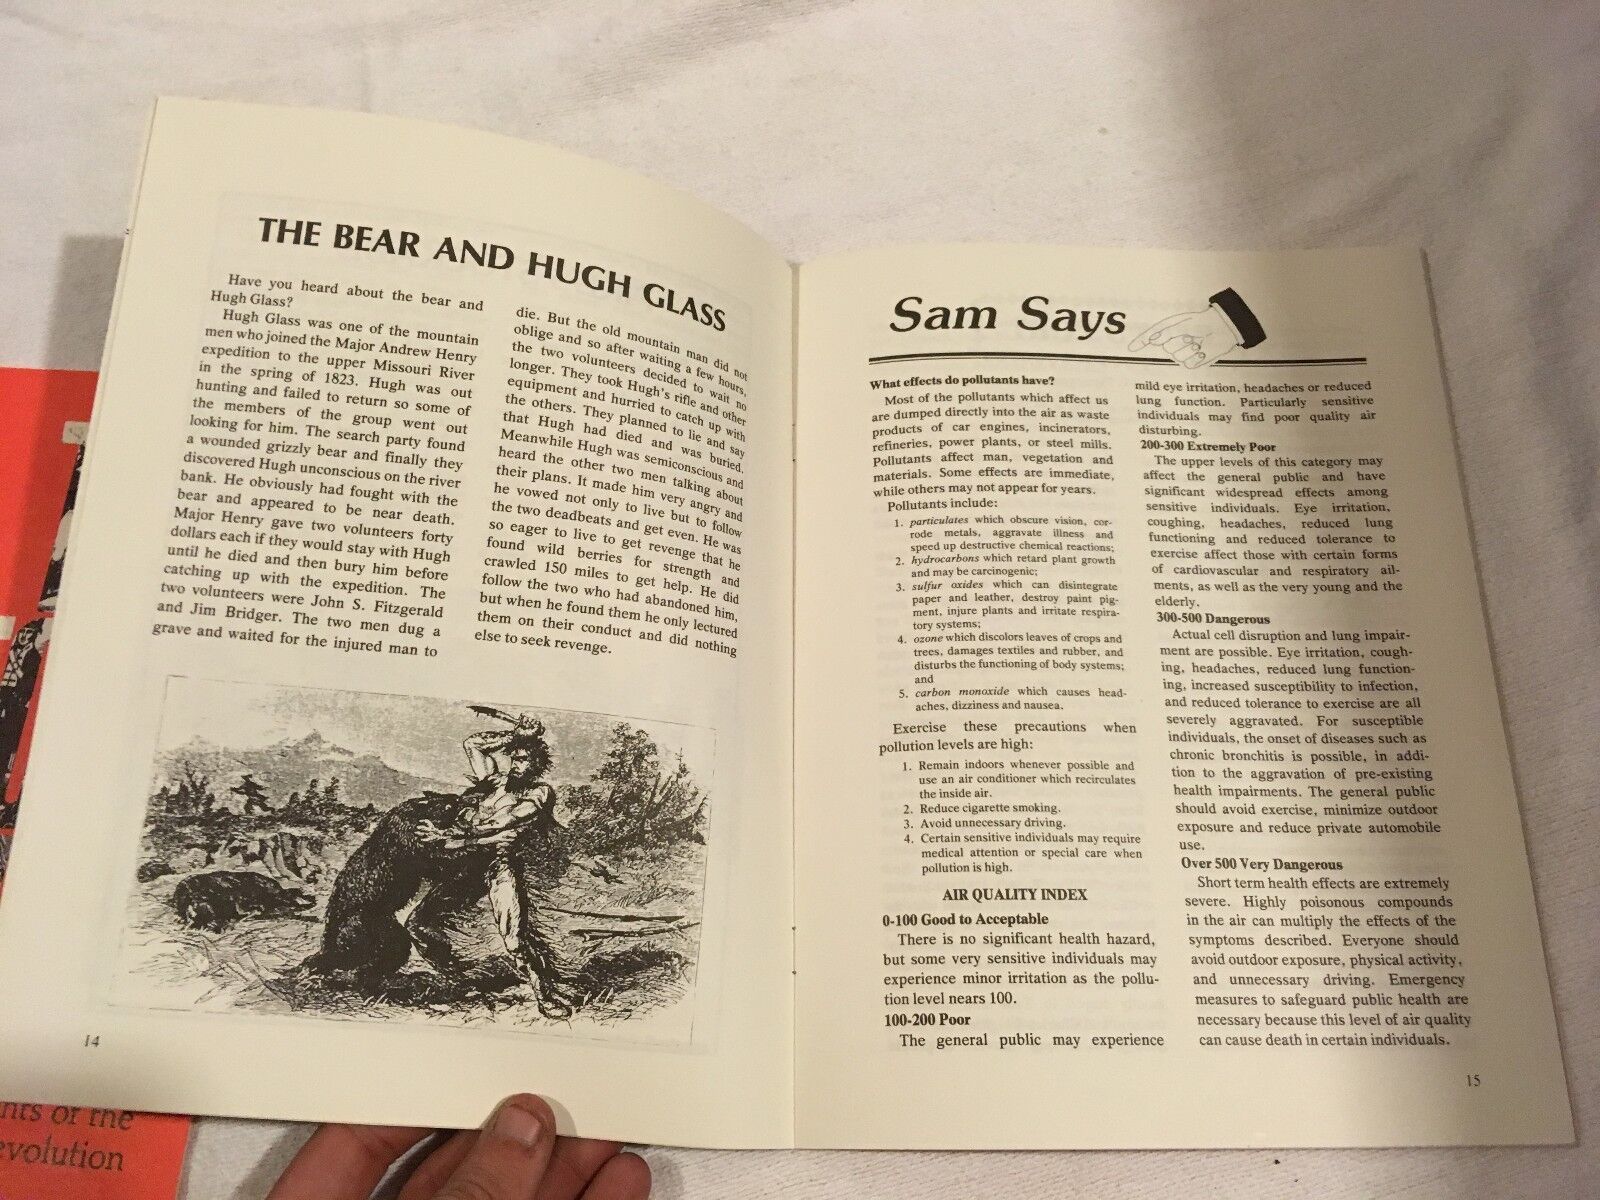 THE BEAR AND HUGH GLASS
Have you heard about the bear and
Hugh Glass?
Hugh Glass was one of the mountain
men who joined the Major Andrew Henry
expedition to the upper Missouri River
in the spring of 1823. Hugh was out
hunting and failed to return so some of
the members of the group went out
looking for him. The search party found
a wounded grizzly bear and finally they
discovered Hugh unconscious on the river
bank. He obviously had fought with the
bear and appeared to be near death.
Major Henry gave two volunteers forty
dollars each if they would stay with Hugh
until he died and then bury him before
catching up with the expedition. The
two volunteers were John S. Fitzgerald
and Jim Bridger. The two men dug a
grave and waited for the injured man to
die. But the old mountain man did not
oblige and so after waiting a few hours,
the two volunteers decided to wait no
longer. They took Hugh's rifle and other
equipment and hurried to catch up with
the others. They planned to lie and say
that Hugh had died and was buried.
Meanwhile Hugh was semiconscious and
heard the other two men talking about
their plans. It made him very angry and
he vowed not only to live but to follow
the two deadbeats and get even. He was
so eager to live to get revenge that he
found wild berries for strength and
crawled 150 miles to get help. He did
follow the two who had abandoned him,
but when he found them he only lectured
them on their conduct and did nothing
else to seek revenge.
14
Sam Says
What effects do pollutants have?
Most of the pollutants which affect us
are dumped directly into the air as waste
products of car engines, incinerators,
refineries, power plants, or steel mills.
Pollutants affect man, vegetation and
materials. Some effects are immediate,
while others may not appear for years.
Pollutants include:
1. particulates which obscure vision, cor-
rode metals, aggravate illness and
speed up destructive chemical reactions;
2. hydrocarbons which retard plant growth
and may be carcinogenic;
3. sulfur oxides which can disintegrate
paper and leather, destroy paint pig-
ment, injure plants and irritate respira-
tory systems;
4. ozone which discolors leaves of crops and
trees, damages textiles and rubber, and
disturbs the functioning of body systems;
and
5. carbon monoxide which causes head-
aches, dizziness and nausea.
Exercise these precautions when
pollution levels are high:
1. Remain indoors whenever possible and
use an air conditioner which recirculates
the inside air.
2. Reduce cigarette smoking.
3. Avoid unnecessary driving.
4. Certain sensitive individuals may require
medical attention or special care when
pollution is high.
AIR QUALITY INDEX
0-100 Good to Acceptable
There is no significant health hazard,
but some very sensitive individuals may
experience minor irritation as the pollu-
tion level nears 100.
100-200 Poor
The general public may experience
mild eye irritation, headaches or reduced
lung function. Particularly sensitive
individuals may find poor quality air
disturbing.
200-300 Extremely Poor
The upper levels of this category may
affect the general public and have
significant widespread effects among
sensitive individuals. Eye irritation,
coughing, headaches, reduced lung
functioning and reduced tolerance to
exercise affect those with certain forms
of cardiovascular and respiratory ail-
ments, as well as the very young and the
elderly.
300-500 Dangerous
Actual cell disruption and lung impair-
ment are possible. Eye irritation, cough-
ing, headaches, reduced lung function-
ing, increased susceptibility to infection,
and reduced tolerance to exercise are all
severely aggravated. For susceptible
individuals, the onset of diseases such as
chronic bronchitis is possible, in addi-
tion to the aggravation of pre-existing
health impairments. The general public
should avoid exercise, minimize outdoor
exposure and reduce private automobile
use.
Over 500 Very Dangerous
Short term health effects are extremely
severe. Highly poisonous compounds
in the air can multiply the effects of the
symptoms described. Everyone should
avoid outdoor exposure, physical activity,
and unnecessary driving. Emergency
measures to safeguard public health are
necessary because this level of air quality
can cause death in certain individuals.
15
nts of the
evolution